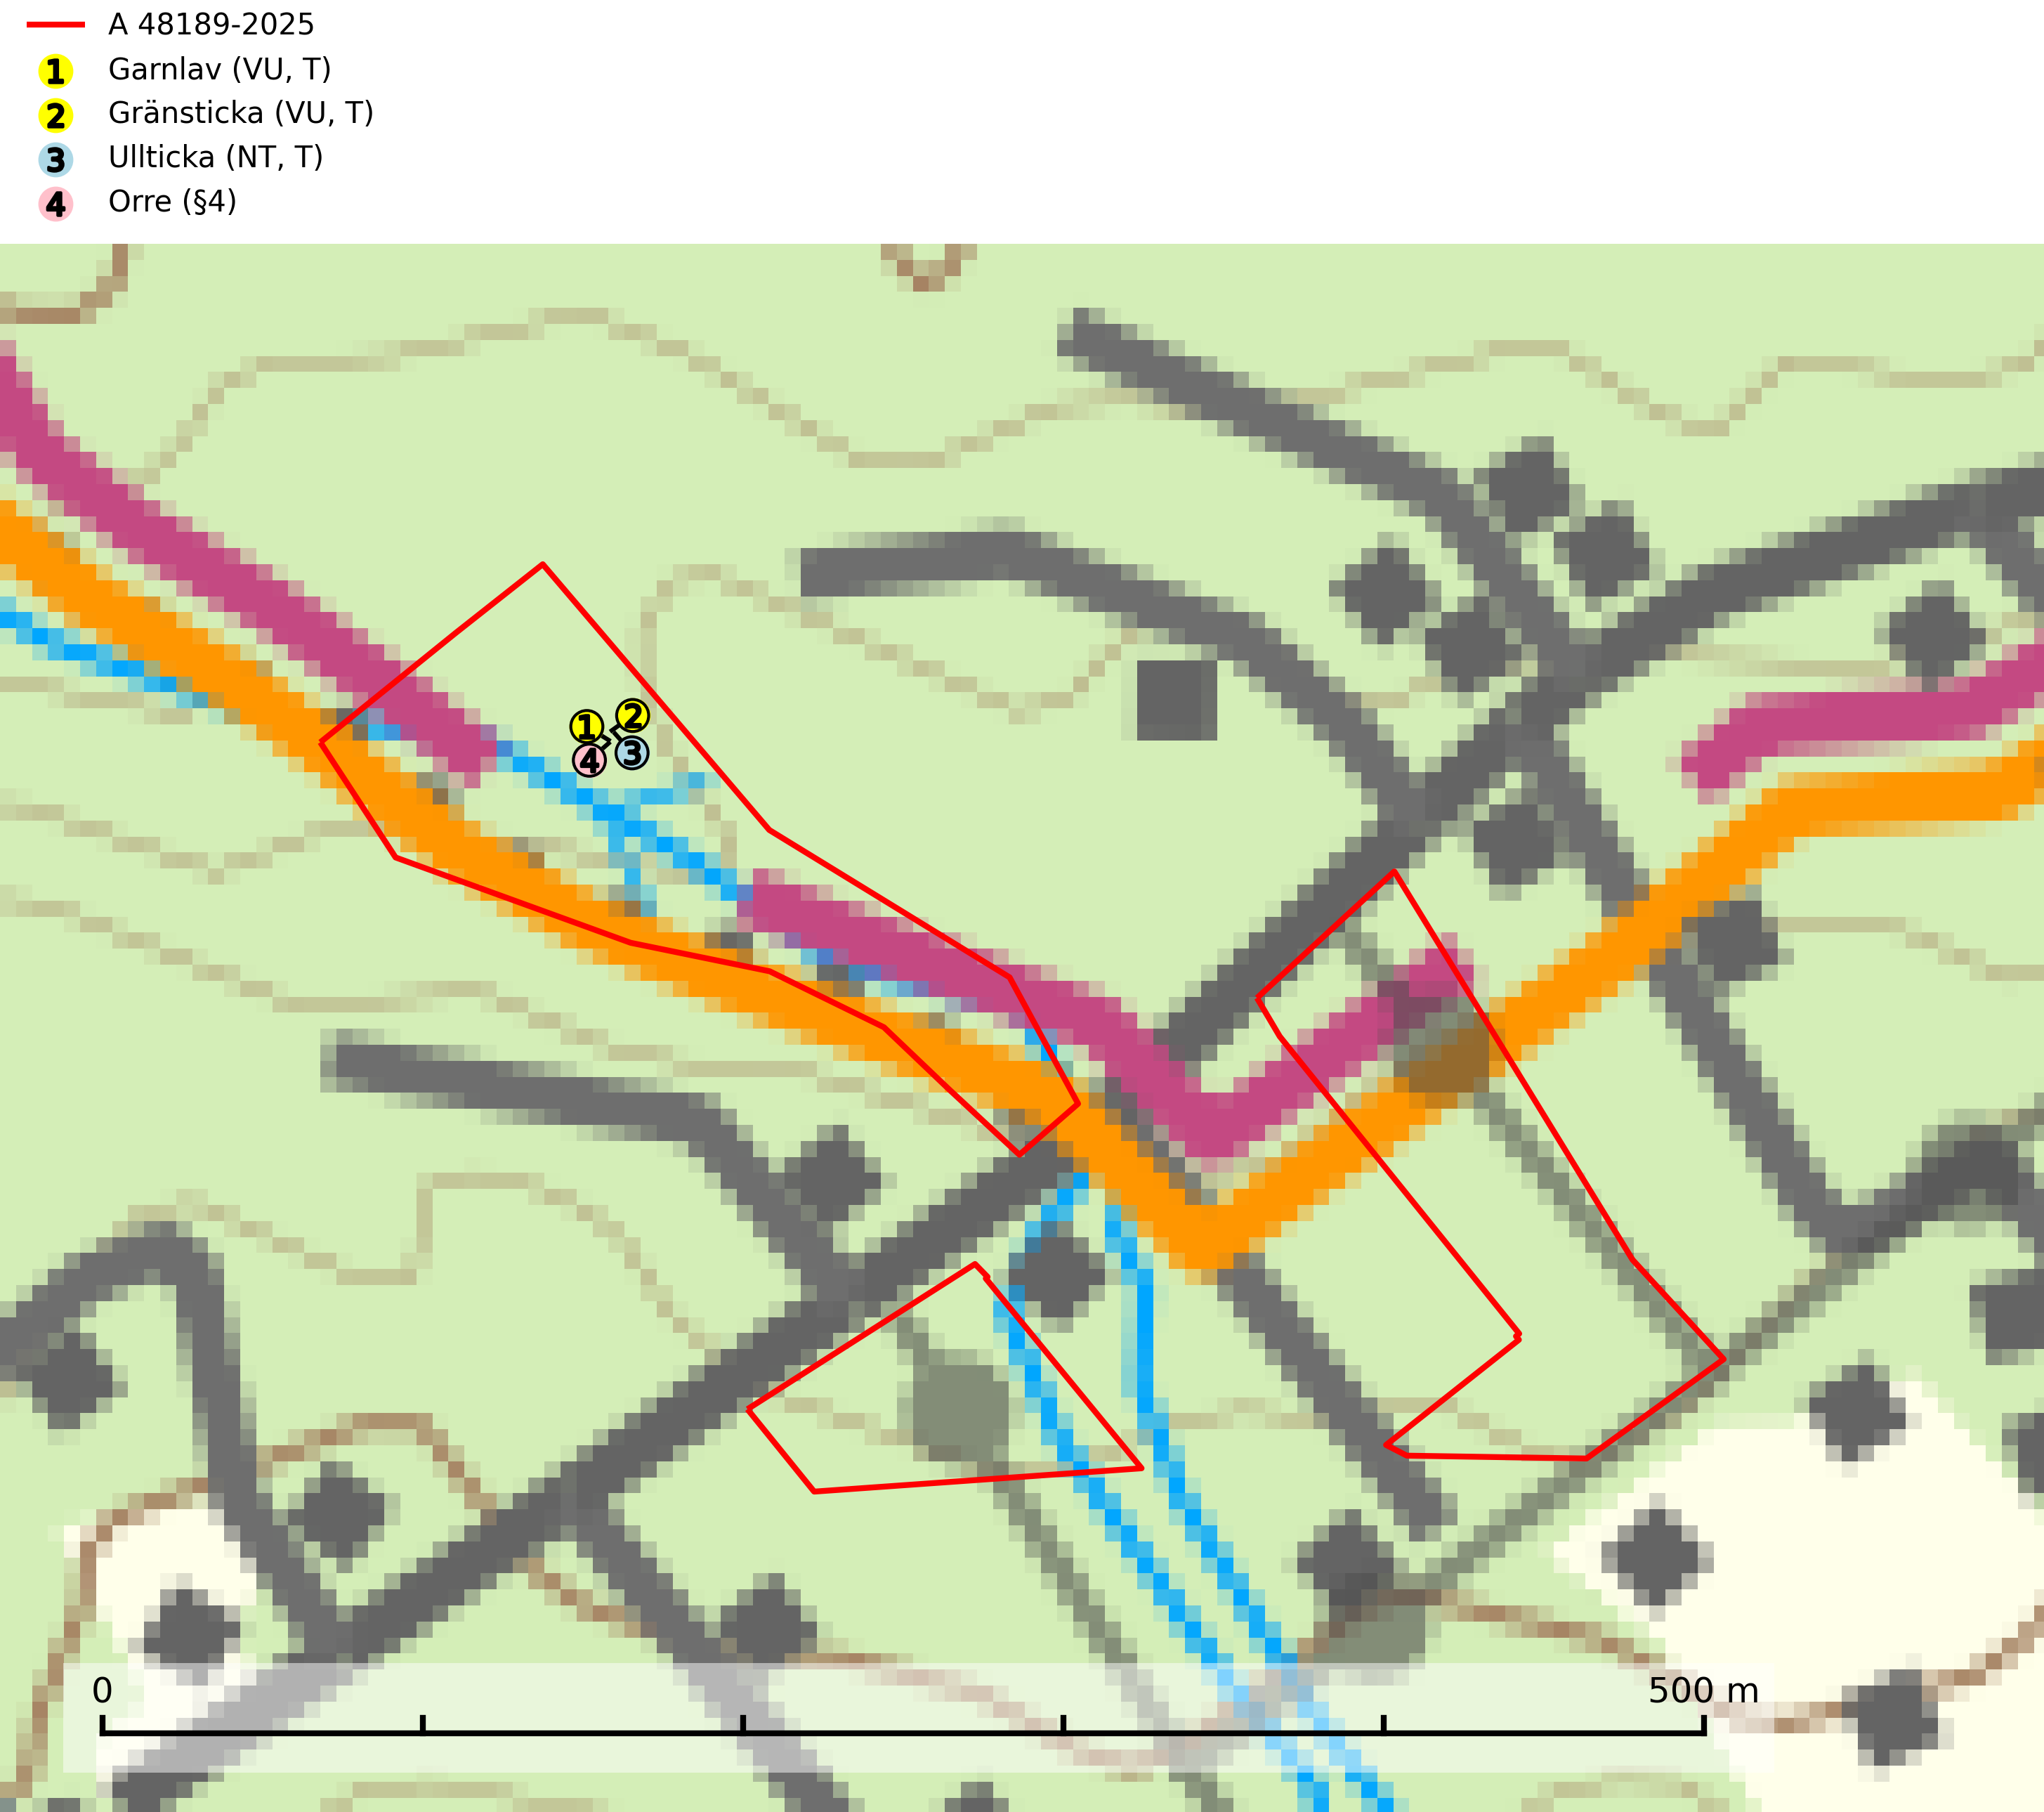 A 48189-2025
1 Garnlav (VU, T)
2 Gränsticka (VU, T)
3 Ullticka (NT, T)
4 Orre (§4)
1 2
4 3
0 500 m